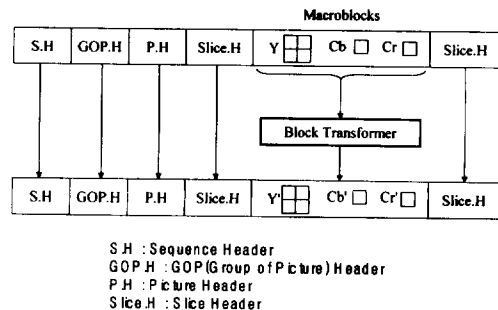 Macroblocks
S.H GOP.H P.H Slice.H Y Cb Cr Slice.H
Block Transformer
S.H GOP.H P.H Slice.H Y' Cb' Cr' Slice.H
S.H : Sequence Header
GOP.H : GOP(Group of Picture) Header
P.H : Picture Header
Slice.H : Slice Header